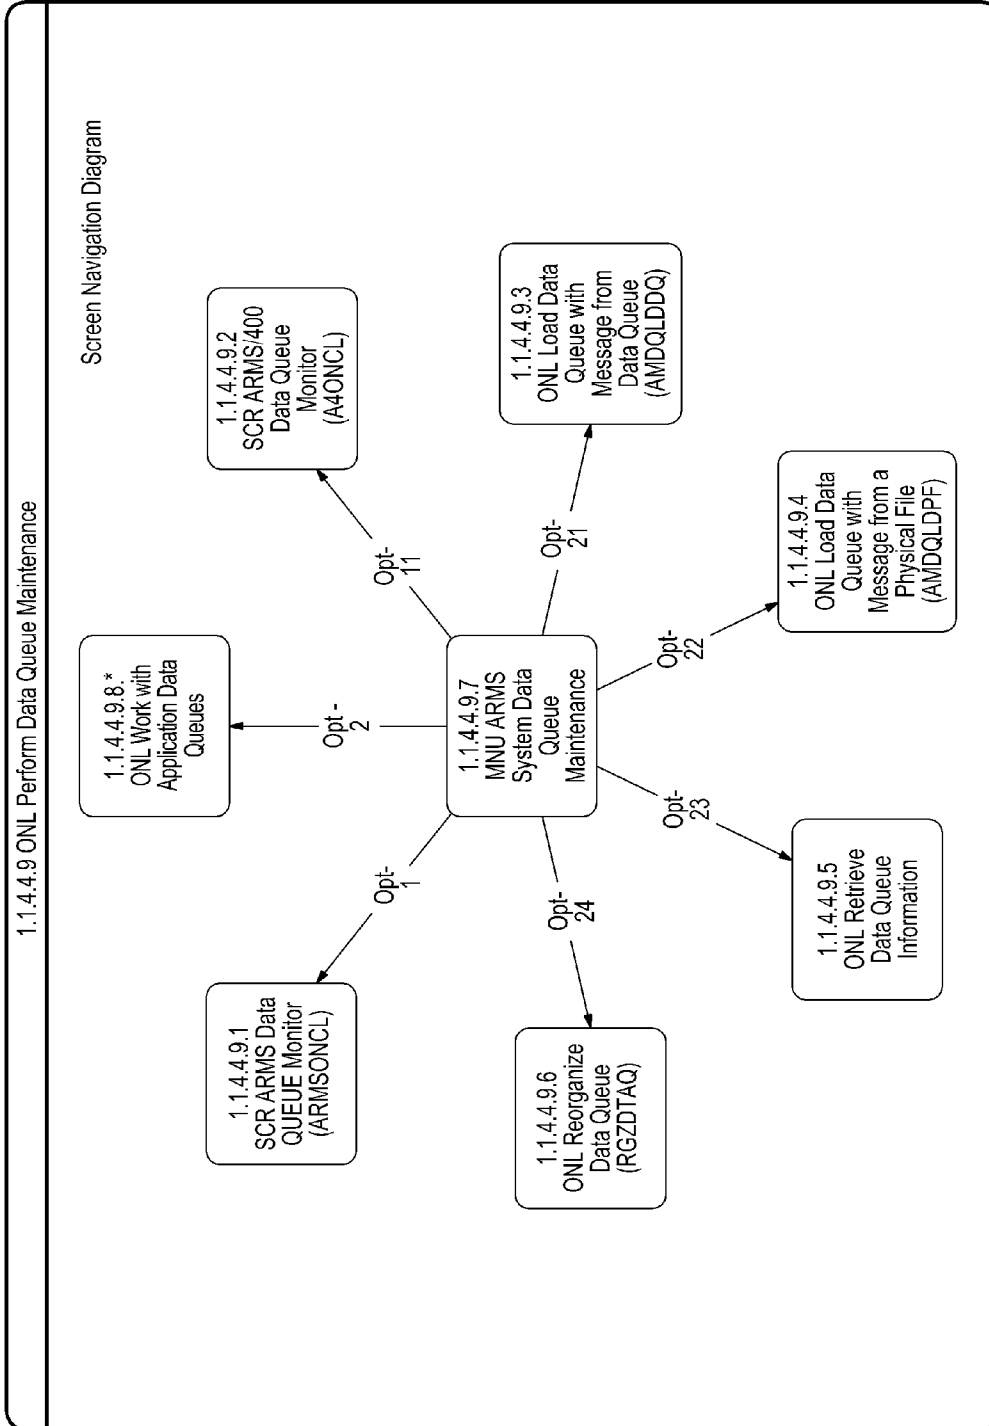 1.1.4.4.9 ONL Perform Data Queue Maintenance
Screen Navigation Diagram
1.1.4.4.9.8.*
ONL Work with
Application Data
Queues
1.1.4.4.9.1
SCR ARMS Data
QUEUE Monitor
(ARMSONCL)
1.1.4.4.9.2
SCR ARMS/400
Data Queue
Monitor
(A4ONCL)
Opt-
1
Opt -
2
Opt-
11
1.1.4.4.9.7
MNU ARMS
System Data
Queue
Maintenance
Opt-
24
Opt-
21
1.1.4.4.9.6
ONL Reorganize
Data Queue
(RGZDTAQ)
1.1.4.4.9.3
ONL Load Data
Queue with
Message from
Data Queue
(AMDQLDDQ)
Opt-
23
Opt-
22
1.1.4.4.9.5
ONL Retrieve
Data Queue
Information
1.1.4.4.9.4
ONL Load Data
Queue with
Message from a
Physical File
(AMDQLDPF)